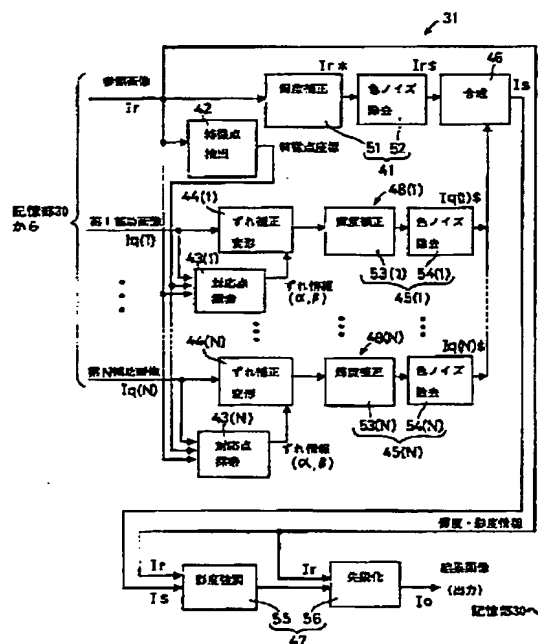 31
参照画像
Ir
42
特徴点
検出
特徴点座標
輝度補正
Ir*
色ノイズ
除去
Ir$
46
合成
Is
51 52
41
記憶部30
から
第1補助画像
Iq(1)
44(1)
ずれ補正
変形
48(1)
輝度補正
色ノイズ
除去
Iq(1)$
43(1)
対応点
探索
ずれ情報
(α,β)
53(1) 54(1)
45(1)
44(N)
第N補助画像
Iq(N)
ずれ補正
変形
48(N)
輝度補正
色ノイズ
除去
Iq(N)$
43(N)
対応点
探索
ずれ情報
(α,β)
53(N) 54(N)
45(N)
輝度・彩度情報
Ir
Is
彩度強調
Ir
先鋭化
結果画像
(出力)
Io
記憶部30へ
55 56
47